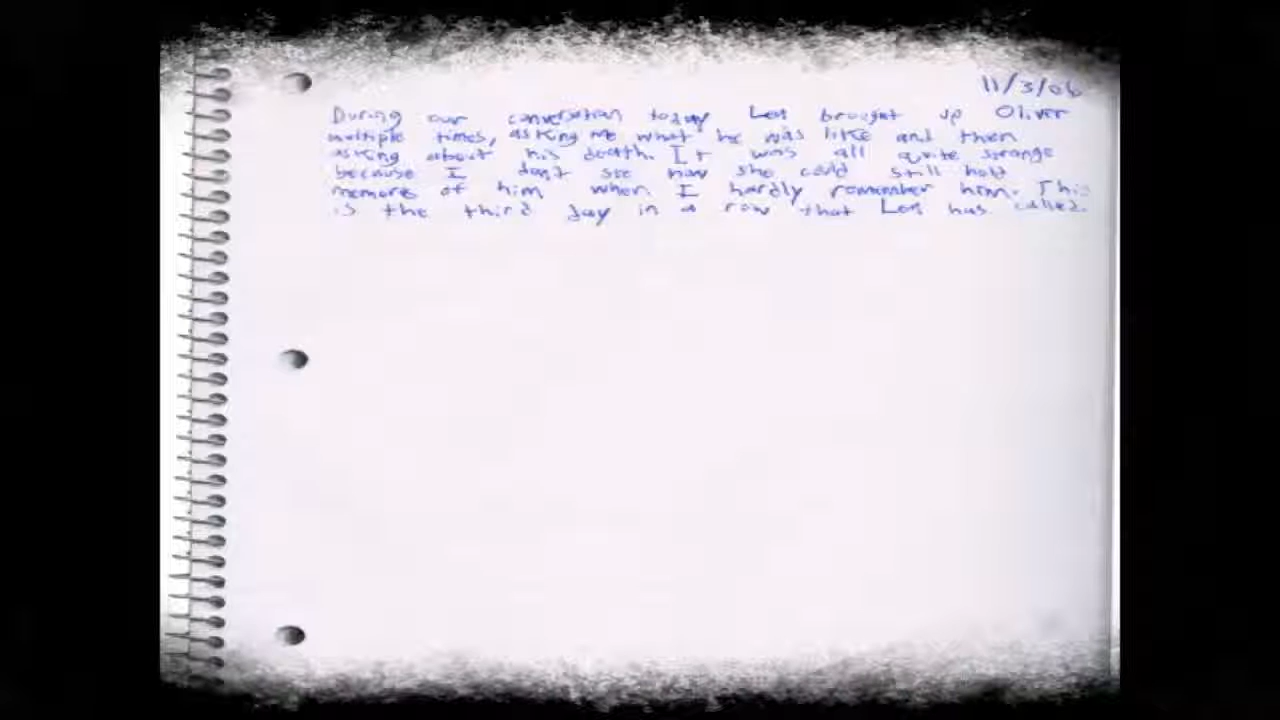 11/3/06
During our conversation today Lea brought up Oliver
multiple times, asking me what he was like and then
asking about his death. It was all quite strange
because I don't see how she could still hold
memories of him when I hardly remember him. This
is the third day in a row that Lea has called.